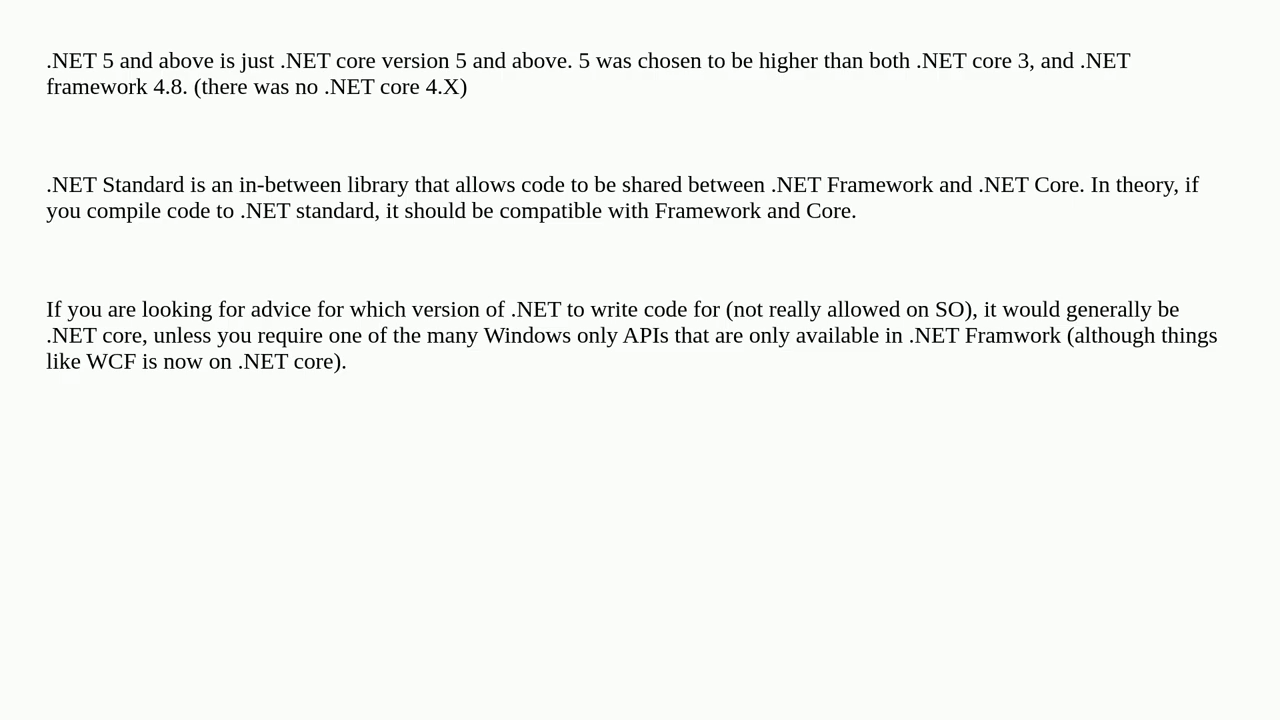 .NET 5 and above is just .NET core version 5 and above. 5 was chosen to be higher than both .NET core 3, and .NET
framework 4.8. (there was no .NET core 4.X)
.NET Standard is an in-between library that allows code to be shared between .NET Framework and .NET Core. In theory, if
you compile code to .NET standard, it should be compatible with Framework and Core.
If you are looking for advice for which version of .NET to write code for (not really allowed on SO), it would generally be
.NET core, unless you require one of the many Windows only APIs that are only available in .NET Framwork (although things
like WCF is now on .NET core).